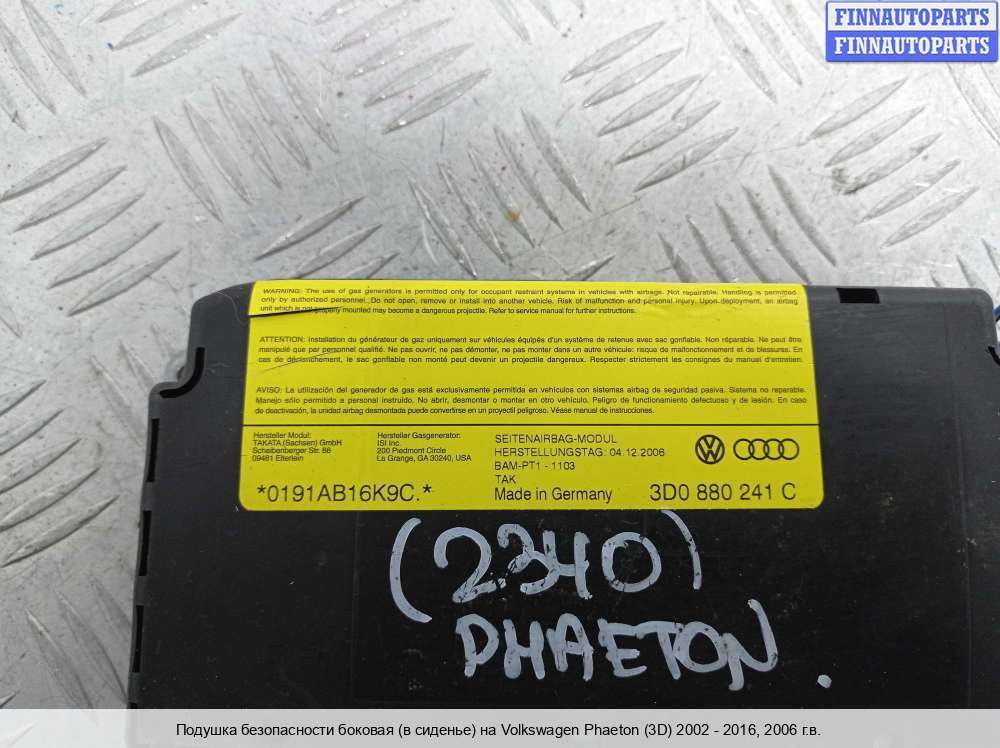 FINNAUTOPARTS
FINNAUTOPARTS
WARNING: The use of gas generators is permitted only for occupant restraint systems in vehicles with airbags. Not repairable. Handling is permitted
only by authorized personnel. Do not open, remove or install into another vehicle. Risk of malfunction and personal injury. Upon deployment, an airbag
unit which is not properly mounted may become a dangerous projectile. Refer to service manual for further instructions.
ATTENTION: Installation du générateur de gaz uniquement sur véhicules équipés d'un système de retenue avec sac gonflable. Non réparable. Ne peut être
manipulé que par personnel qualifié. Ne pas ouvrir, ne pas démonter, ne pas monter dans un autre véhicule: risque de malfonctionnement et de blessures. En
cas de déclenchement, le sac gonflable non monté peut devenir un projectile dangereux. Respecter strictement les consignes du manuel d'entretien.
AVISO: La utilización del generador de gas está exclusivamente permitida en vehículos con sistemas airbag de seguridad pasiva. Sistema no reparable.
Manejo sólo permitido a personal instruido. No abrir, desmontar o montar en otro vehículo. Peligro de funcionamiento defectuoso y de lesión. En caso
de deactivación, la unidad airbag desmontada puede convertirse en un proyectil peligroso. Véase manual de instrucciones.
Hersteller Modul:
TAKATA (Sachsen) GmbH
Scheibenberger Str. 88
09481 Elterlein
Hersteller Gasgenerator:
ISI Inc.
200 Piedmont Circle
La Grange, GA 30240, USA
SEITENAIRBAG-MODUL
HERSTELLUNGSTAG: 04.12.2006
BAM-PT1 - 1103
TAK
Made in Germany
*0191AB16K9C.*
3D0 880 241 C
(2340)
PHAETON.
Подушка безопасности боковая (в сиденье) на Volkswagen Phaeton (3D) 2002 - 2016, 2006 г.в.